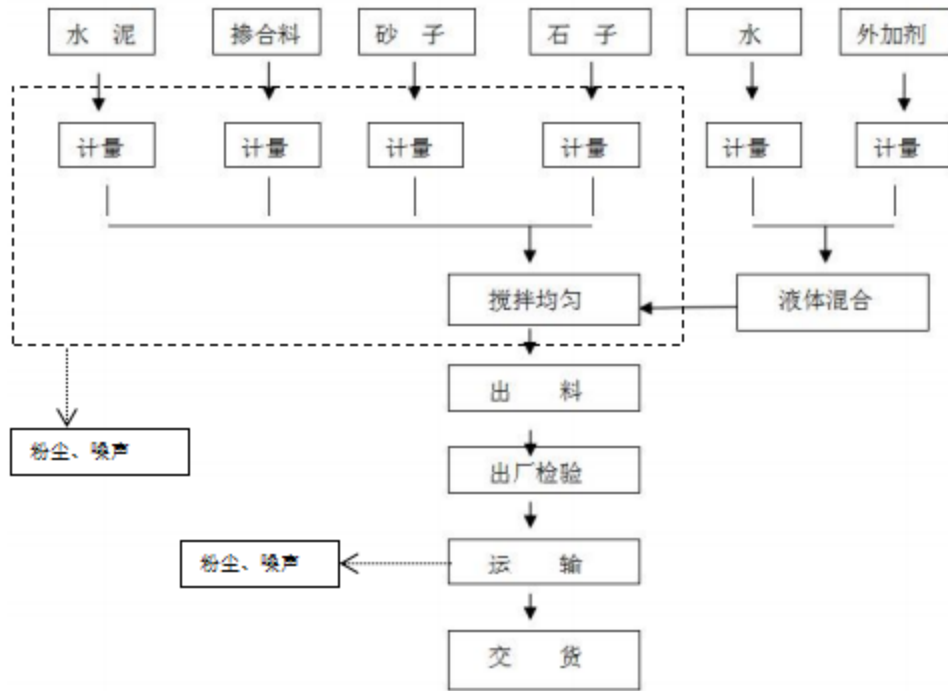 水 泥 掺合料 砂 子 石 子 水 外加剂
计量 计量 计量 计量 计量 计量
搅拌均匀 液体混合
出 料
粉尘、噪声
出厂检验
粉尘、噪声 运 输
交 货